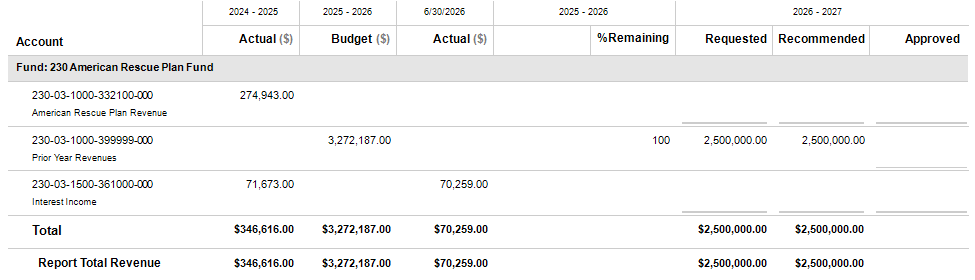 2024 - 2025 2025 - 2026 6/30/2026 2025 - 2026 2026 - 2027
Account Actual ($) Budget ($) Actual ($) %Remaining Requested Recommended Approved
Fund: 230 American Rescue Plan Fund
230-03-1000-332100-000 274,943.00
American Rescue Plan Revenue
230-03-1000-399999-000 3,272,187.00 100 2,500,000.00 2,500,000.00
Prior Year Revenues
230-03-1500-361000-000 71,673.00 70,259.00
Interest Income
Total $346,616.00 $3,272,187.00 $70,259.00 $2,500,000.00 $2,500,000.00
Report Total Revenue $346,616.00 $3,272,187.00 $70,259.00 $2,500,000.00 $2,500,000.00